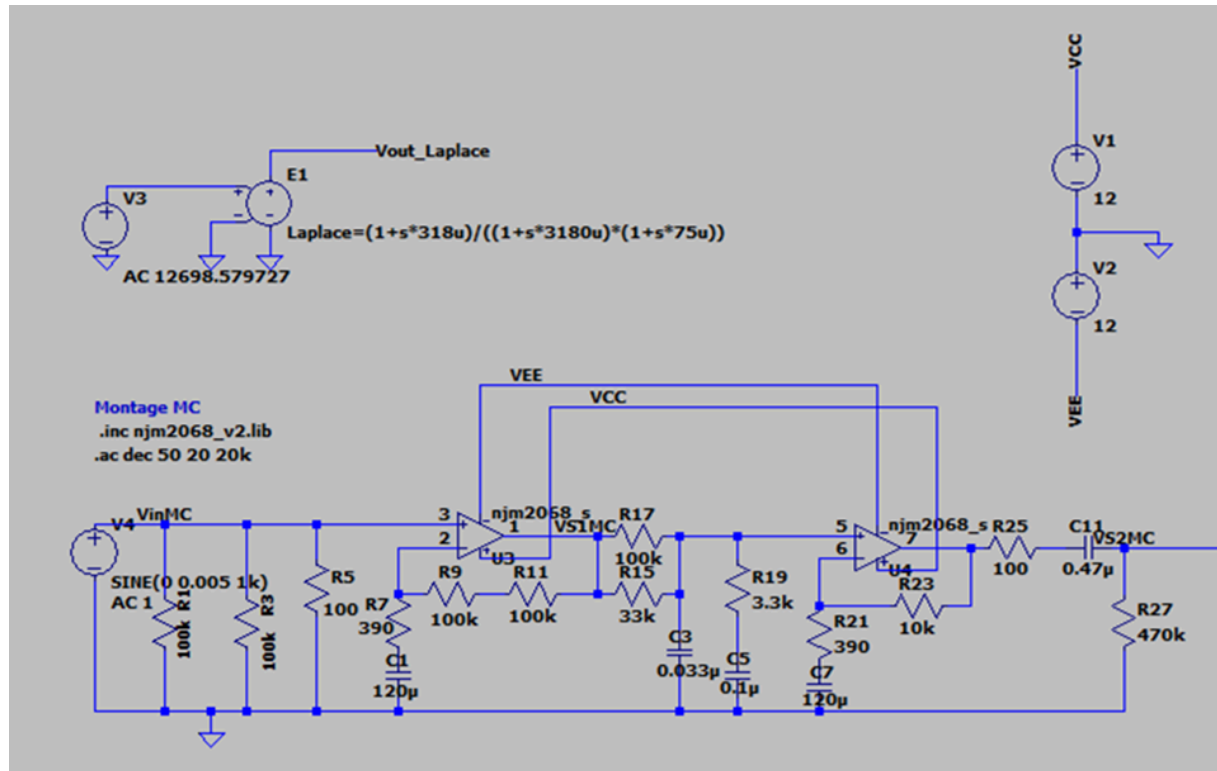 VCC
V1
12
V2
12
VEE
Vout_Laplace
E1
V3
Laplace=(1+s*318u)/((1+s*3180u)*(1+s*75u))
AC 12698.579727
Montage MC
.inc njm2068_v2.lib
.ac dec 50 20 20k
VEE
VCC
V4
VinMC
SINE(0 0.005 1k)
AC 1
R1
100k
R3
100k
R5
100
3
2
1
_njm2068_s
U3
VS1MC
R7
390
C1
120µ
R9
100k
R11
100k
R17
100k
R15
33k
C3
0.033µ
R19
3.3k
C5
0.1µ
5
6
7
_njm2068_s
U4
R21
390
C7
120µ
R23
10k
R25
100
C11
0.47µ
VS2MC
R27
470k